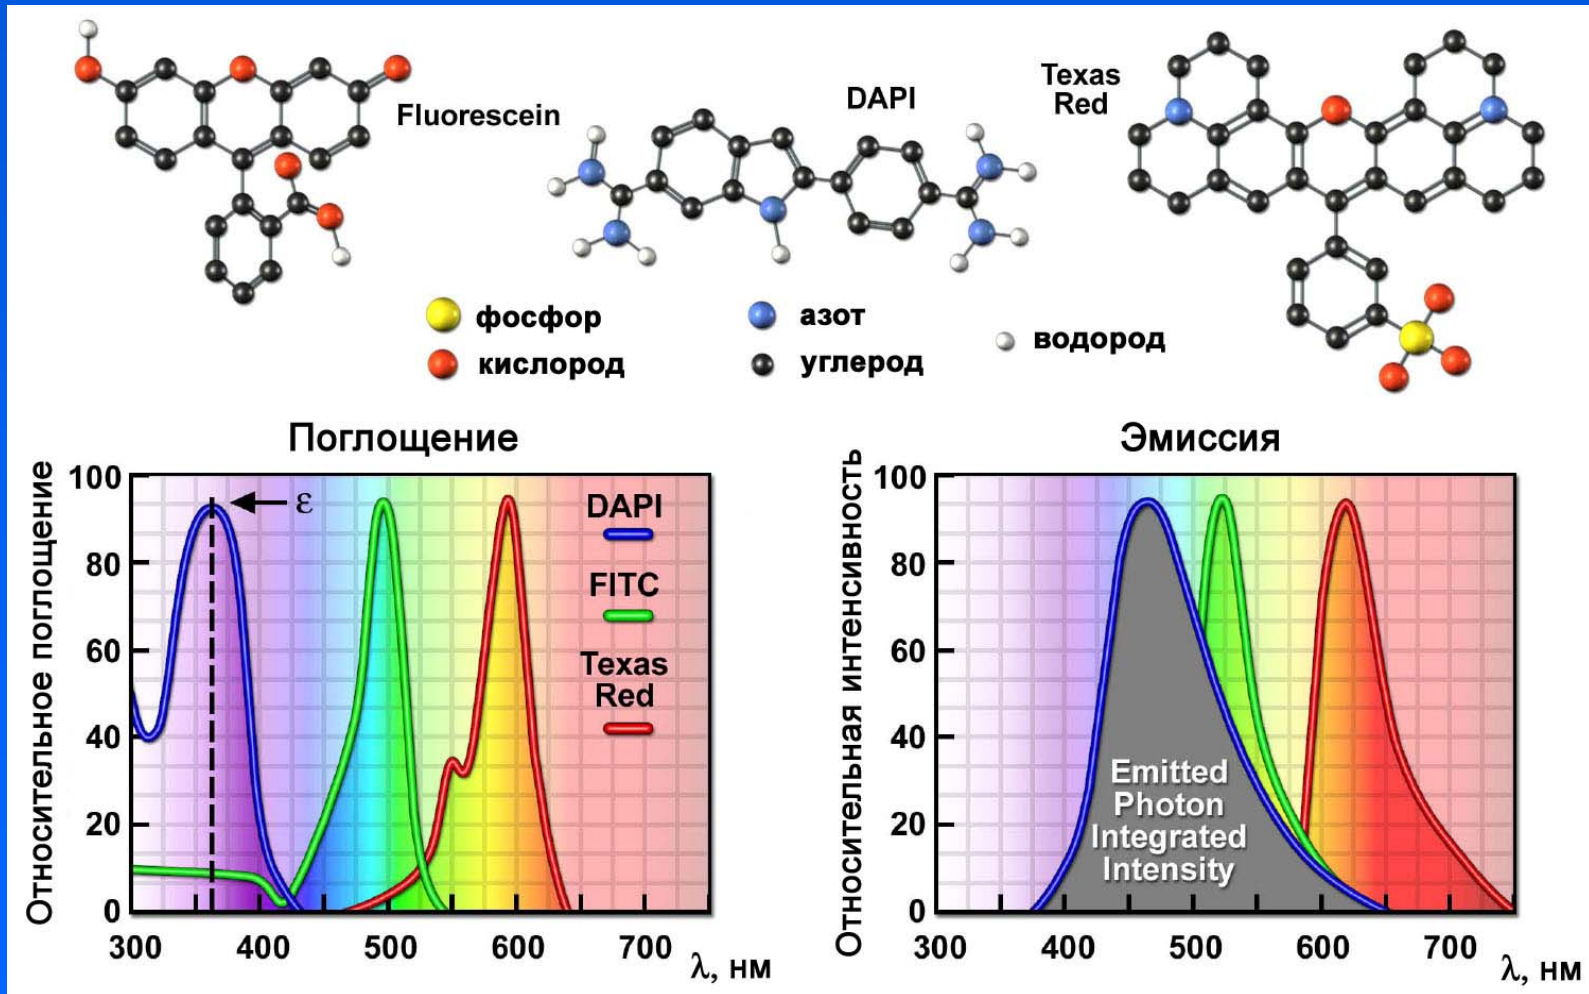 Fluorescein
DAPI
Texas
Red
фосфор
кислород
азот
углерод
водород
Поглощение
Относительное поглощение
100
80
60
40
20
0
300
400
500
600
700
λ, нм
ε
DAPI
FITC
Texas
Red
Эмиссия
Относительная интенсивность
100
80
60
40
20
0
300
400
500
600
700
λ, нм
Emitted
Photon
Integrated
Intensity